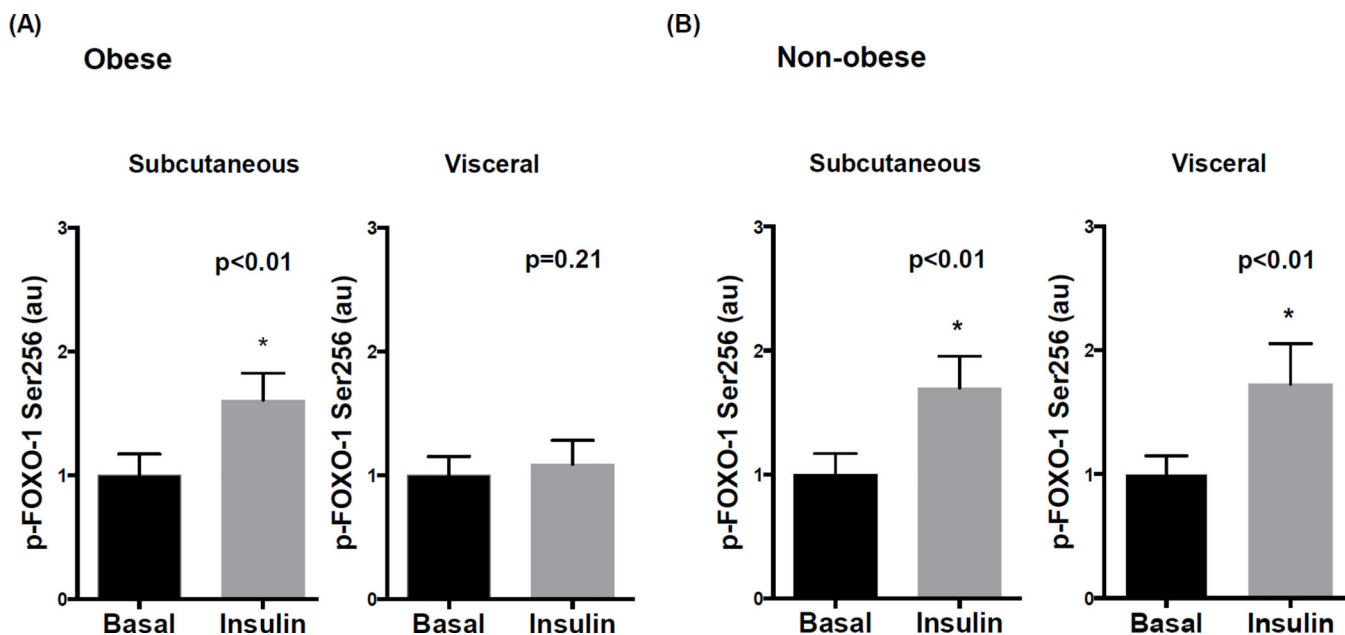 (A)
Obese
Subcutaneous
p-FOXO-1 Ser256 (au)
3
2
1
0
p<0.01
*
Basal Insulin
Visceral
p-FOXO-1 Ser256 (au)
3
2
1
0
p=0.21
Basal Insulin
(B)
Non-obese
Subcutaneous
p-FOXO-1 Ser256 (au)
3
2
1
0
p<0.01
*
Basal Insulin
Visceral
p-FOXO-1 Ser256 (au)
3
2
1
0
p<0.01
*
Basal Insulin